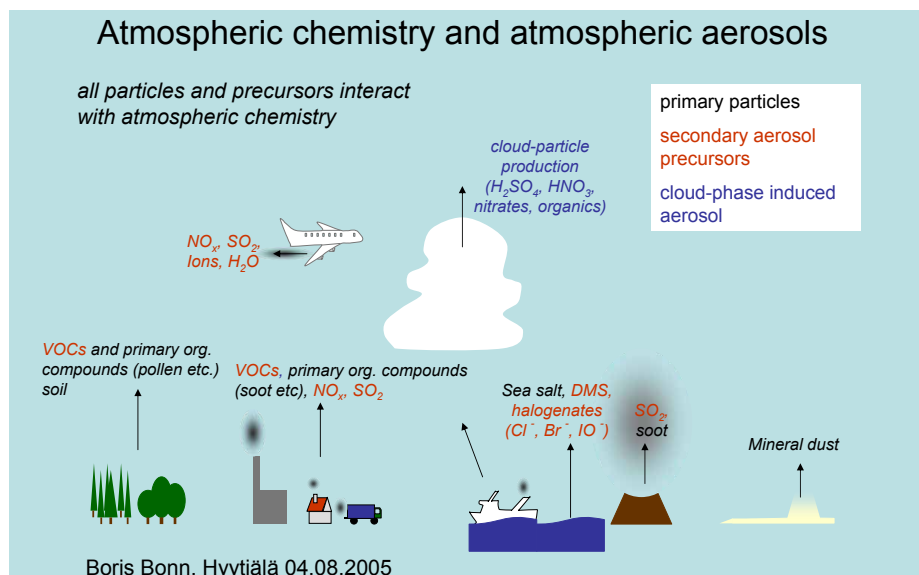 Atmospheric chemistry and atmospheric aerosols
all particles and precursors interact
with atmospheric chemistry
primary particles
secondary aerosol
precursors
cloud-phase induced
aerosol
cloud-particle
production
(H₂SO₄, HNO₃,
nitrates, organics)
NOₓ, SO₂,
Ions, H₂O
VOCs and primary org.
compounds (pollen etc.)
soil
VOCs, primary org. compounds
(soot etc), NOₓ, SO₂
Sea salt, DMS,
halogenates
(Cl⁻, Br⁻, IO⁻)
SO₂,
soot
Mineral dust
Boris Bonn, Hyytiälä 04.08.2005